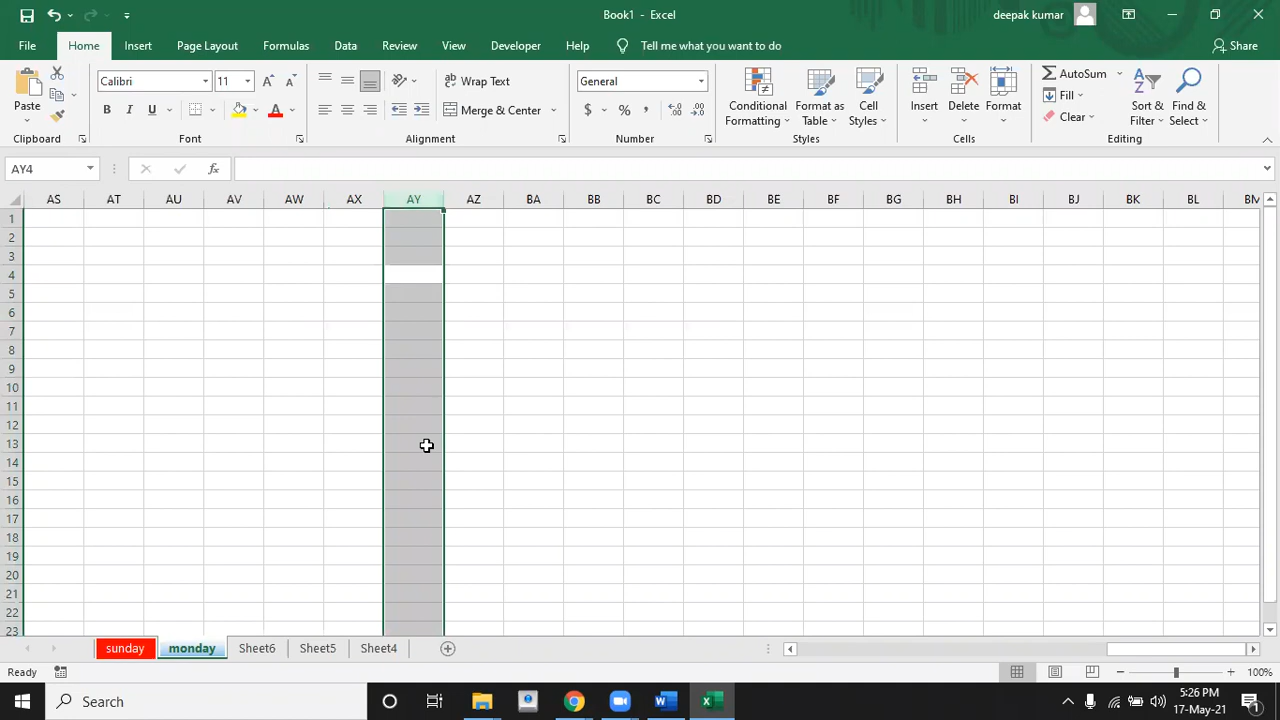 Book1 - Excel
deepak kumar
File Home Insert Page Layout Formulas Data Review View Developer Help Tell me what you want to do Share
Paste
Clipboard
Calibri 11
A A
B I U A
Font
ab
Wrap Text
Merge & Center
Alignment
General
$ % , .00
Number
Conditional Formatting
Format as Table
Cell Styles
Styles
Insert Delete Format
Cells
AutoSum
Fill
Clear
Sort & Filter
Find & Select
Editing
AY4 fx
AS AT AU AV AW AX AY AZ BA BB BC BD BE BF BG BH BI BJ BK BL BM
1
2
3
4
5
6
7
8
9
10
11
12
13
14
15
16
17
18
19
20
21
22
23
sunday monday Sheet6 Sheet5 Sheet4
Ready 100%
Search
5:26 PM
17-May-21